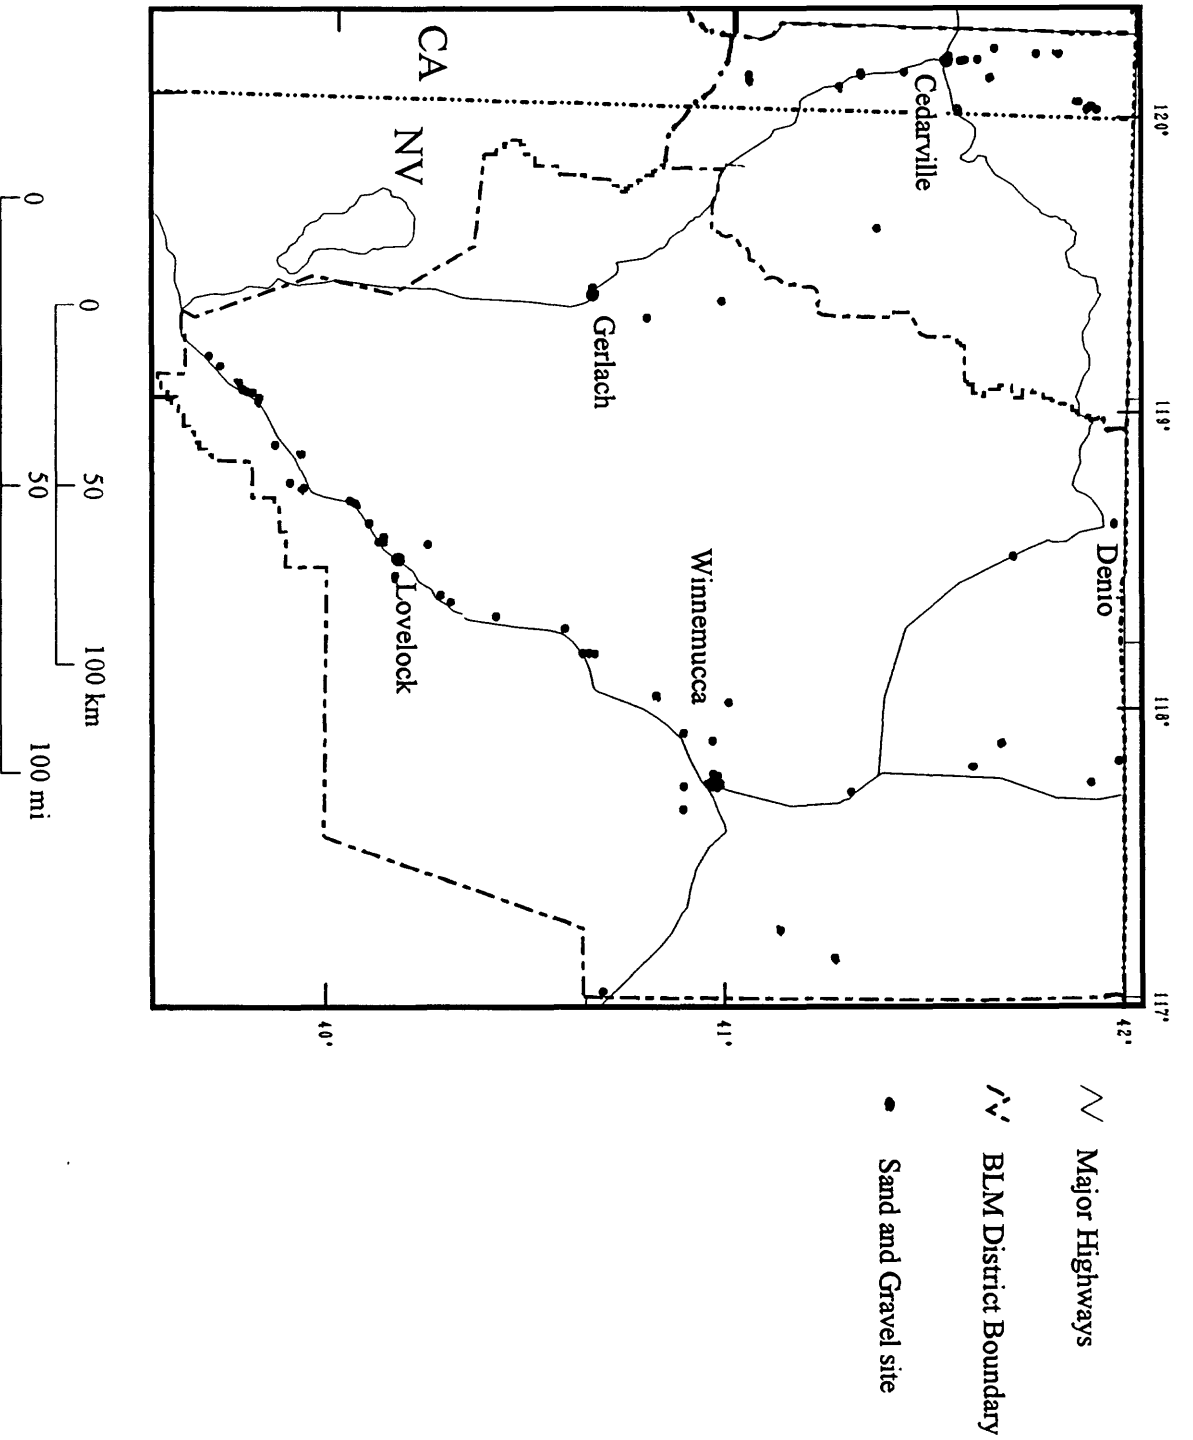 120°
119°
118°
117°
42°
41°
40°
CA
NV
Cedarville
Denio
Gerlach
Winnemucca
Lovelock
Major Highways
BLM District Boundary
Sand and Gravel site
0 50 100 km
0 50 100 mi